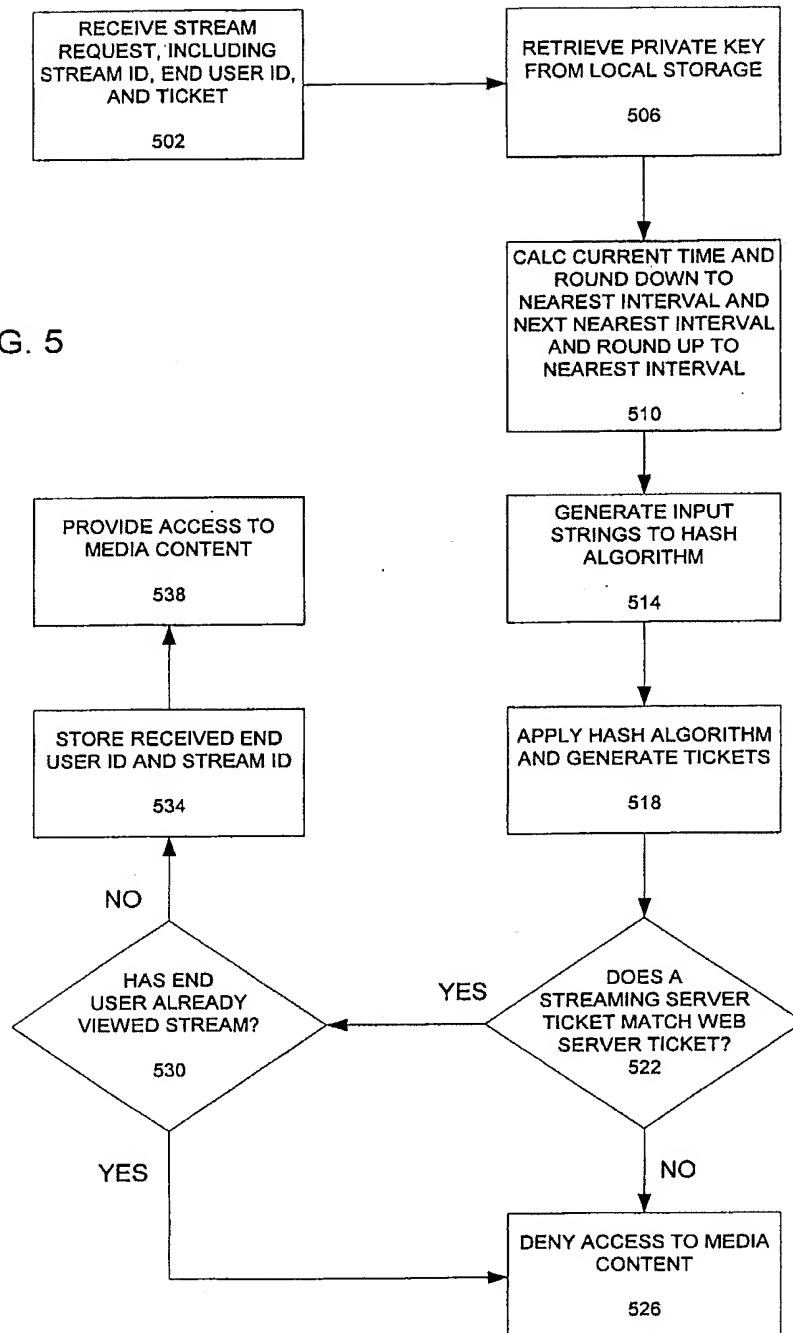 RECEIVE STREAM
REQUEST, INCLUDING
STREAM ID, END USER ID,
AND TICKET
502
RETRIEVE PRIVATE KEY
FROM LOCAL STORAGE
506
CALC CURRENT TIME AND
ROUND DOWN TO
NEAREST INTERVAL AND
NEXT NEAREST INTERVAL
AND ROUND UP TO
NEAREST INTERVAL
510
G. 5
GENERATE INPUT
STRINGS TO HASH
ALGORITHM
514
PROVIDE ACCESS TO
MEDIA CONTENT
538
APPLY HASH ALGORITHM
AND GENERATE TICKETS
518
STORE RECEIVED END
USER ID AND STREAM ID
534
NO
DOES A
STREAMING SERVER
TICKET MATCH WEB
SERVER TICKET?
522
YES
HAS END
USER ALREADY
VIEWED STREAM?
530
YES
NO
DENY ACCESS TO MEDIA
CONTENT
526